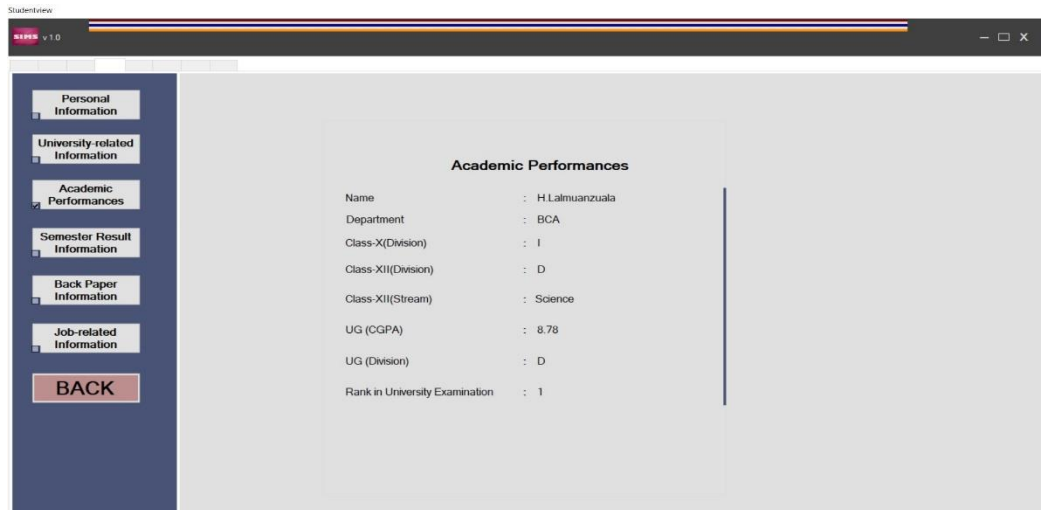 Studentview
SIMS v 1.0
Personal
Information
University-related
Information
Academic
Performances
Semester Result
Information
Back Paper
Information
Job-related
Information
BACK
Academic Performances
Name : H.Lalmuanzuala
Department : BCA
Class-X(Division) : I
Class-XII(Division) : D
Class-XII(Stream) : Science
UG (CGPA) : 8.78
UG (Division) : D
Rank in University Examination : 1